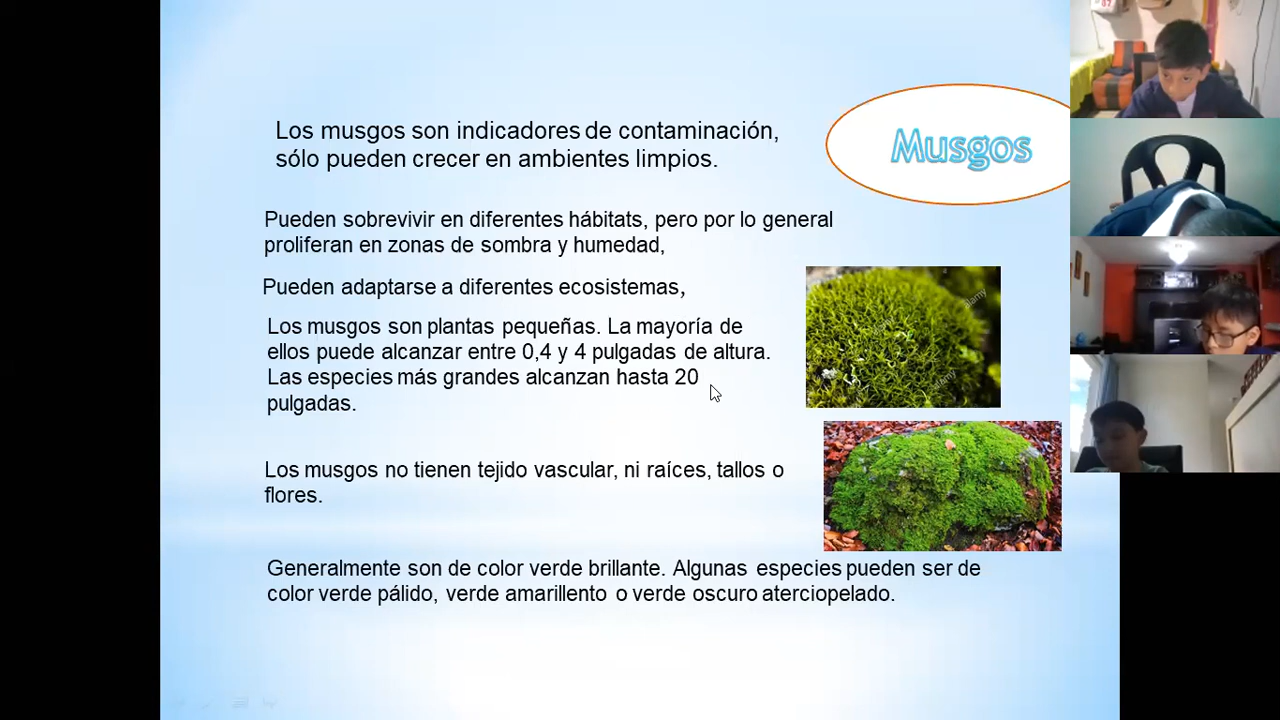 Los musgos son indicadores de contaminación,
sólo pueden crecer en ambientes limpios.
Musgos
Pueden sobrevivir en diferentes hábitats, pero por lo general
proliferan en zonas de sombra y humedad,
Pueden adaptarse a diferentes ecosistemas,
Los musgos son plantas pequeñas. La mayoría de
ellos puede alcanzar entre 0,4 y 4 pulgadas de altura.
Las especies más grandes alcanzan hasta 20
pulgadas.
Los musgos no tienen tejido vascular, ni raíces, tallos o
flores.
Generalmente son de color verde brillante. Algunas especies pueden ser de
color verde pálido, verde amarillento o verde oscuro aterciopelado.